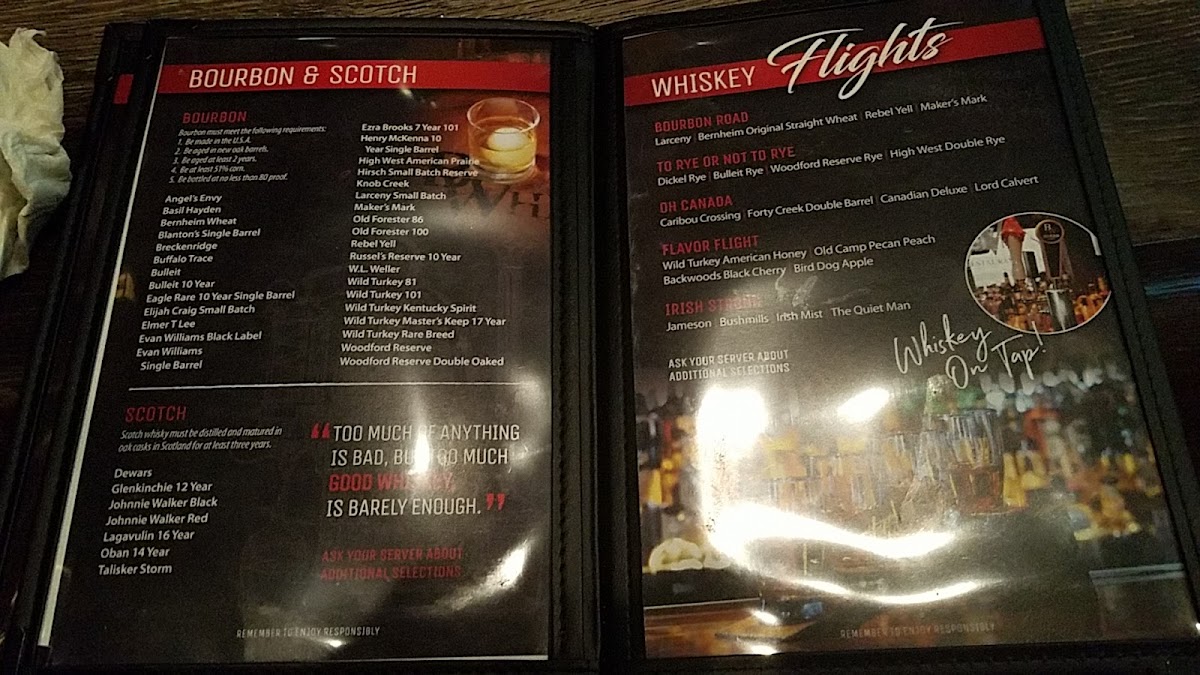 BOURBON & SCOTCH
BOURBON
Bourbon must meet the following requirements:
1. Be made in the U.S.A.
2. Be aged in new oak barrels.
3. Be aged at least 2 years.
4. Be at least 51% corn.
5. Be bottled at no less than 80 proof.
Angel's Envy
Basil Hayden
Bernheim Wheat
Blanton's Single Barrel
Breckenridge
Buffalo Trace
Bulleit
Bulleit 10 Year
Eagle Rare 10 Year Single Barrel
Elijah Craig Small Batch
Elmer T Lee
Evan Williams Black Label
Evan Williams
Single Barrel
Ezra Brooks 7 Year 101
Henry McKenna 10
Year Single Barrel
High West American Prairie
Hirsch Small Batch Reserve
Knob Creek
Larceny Small Batch
Maker's Mark
Old Forester 86
Old Forester 100
Rebel Yell
Russel's Reserve 10 Year
W.L. Weller
Wild Turkey 81
Wild Turkey 101
Wild Turkey Kentucky Spirit
Wild Turkey Master's Keep 17 Year
Wild Turkey Rare Breed
Woodford Reserve
Woodford Reserve Double Oaked
SCOTCH
Scotch whisky must be distilled and matured in
oak casks in Scotland for at least three years.
Dewars
Glenkinchie 12 Year
Johnnie Walker Black
Johnnie Walker Red
Lagavulin 16 Year
Oban 14 Year
Talisker Storm
“TOO MUCH OF ANYTHING
IS BAD, BUT TOO MUCH
GOOD WHISKEY
IS BARELY ENOUGH.”
ASK YOUR SERVER ABOUT
ADDITIONAL SELECTIONS
REMEMBER TO ENJOY RESPONSIBLY
WHISKEY Flights
BOURBON ROAD
Larceny | Bernheim Original Straight Wheat | Rebel Yell | Maker's Mark
TO RYE OR NOT TO RYE
Dickel Rye | Bulleit Rye | Woodford Reserve Rye | High West Double Rye
OH CANADA
Caribou Crossing | Forty Creek Double Barrel | Canadian Deluxe | Lord Calvert
FLAVOR FLIGHT
Wild Turkey American Honey | Old Camp Pecan Peach
Backwoods Black Cherry | Bird Dog Apple
IRISH STRONG
Jameson | Bushmills | Irish Mist | The Quiet Man
Whiskey
On Tap!
ASK YOUR SERVER ABOUT
ADDITIONAL SELECTIONS
REMEMBER TO ENJOY RESPONSIBLY